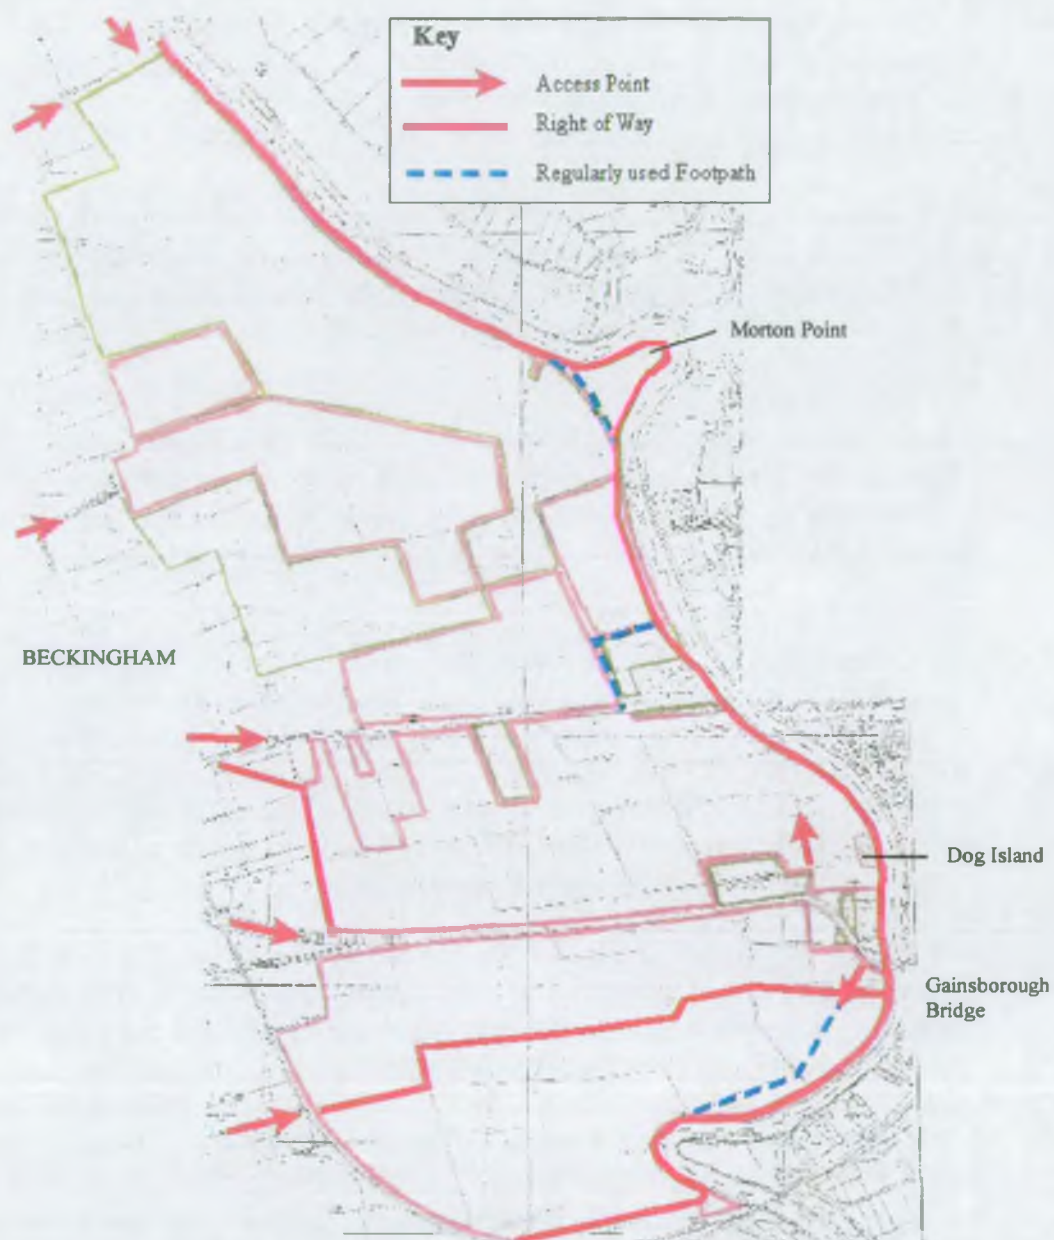 Key
Access Point
Right of Way
Regularly used Footpath
Morton Point
BECKINGHAM
Dog Island
Gainsborough
Bridge